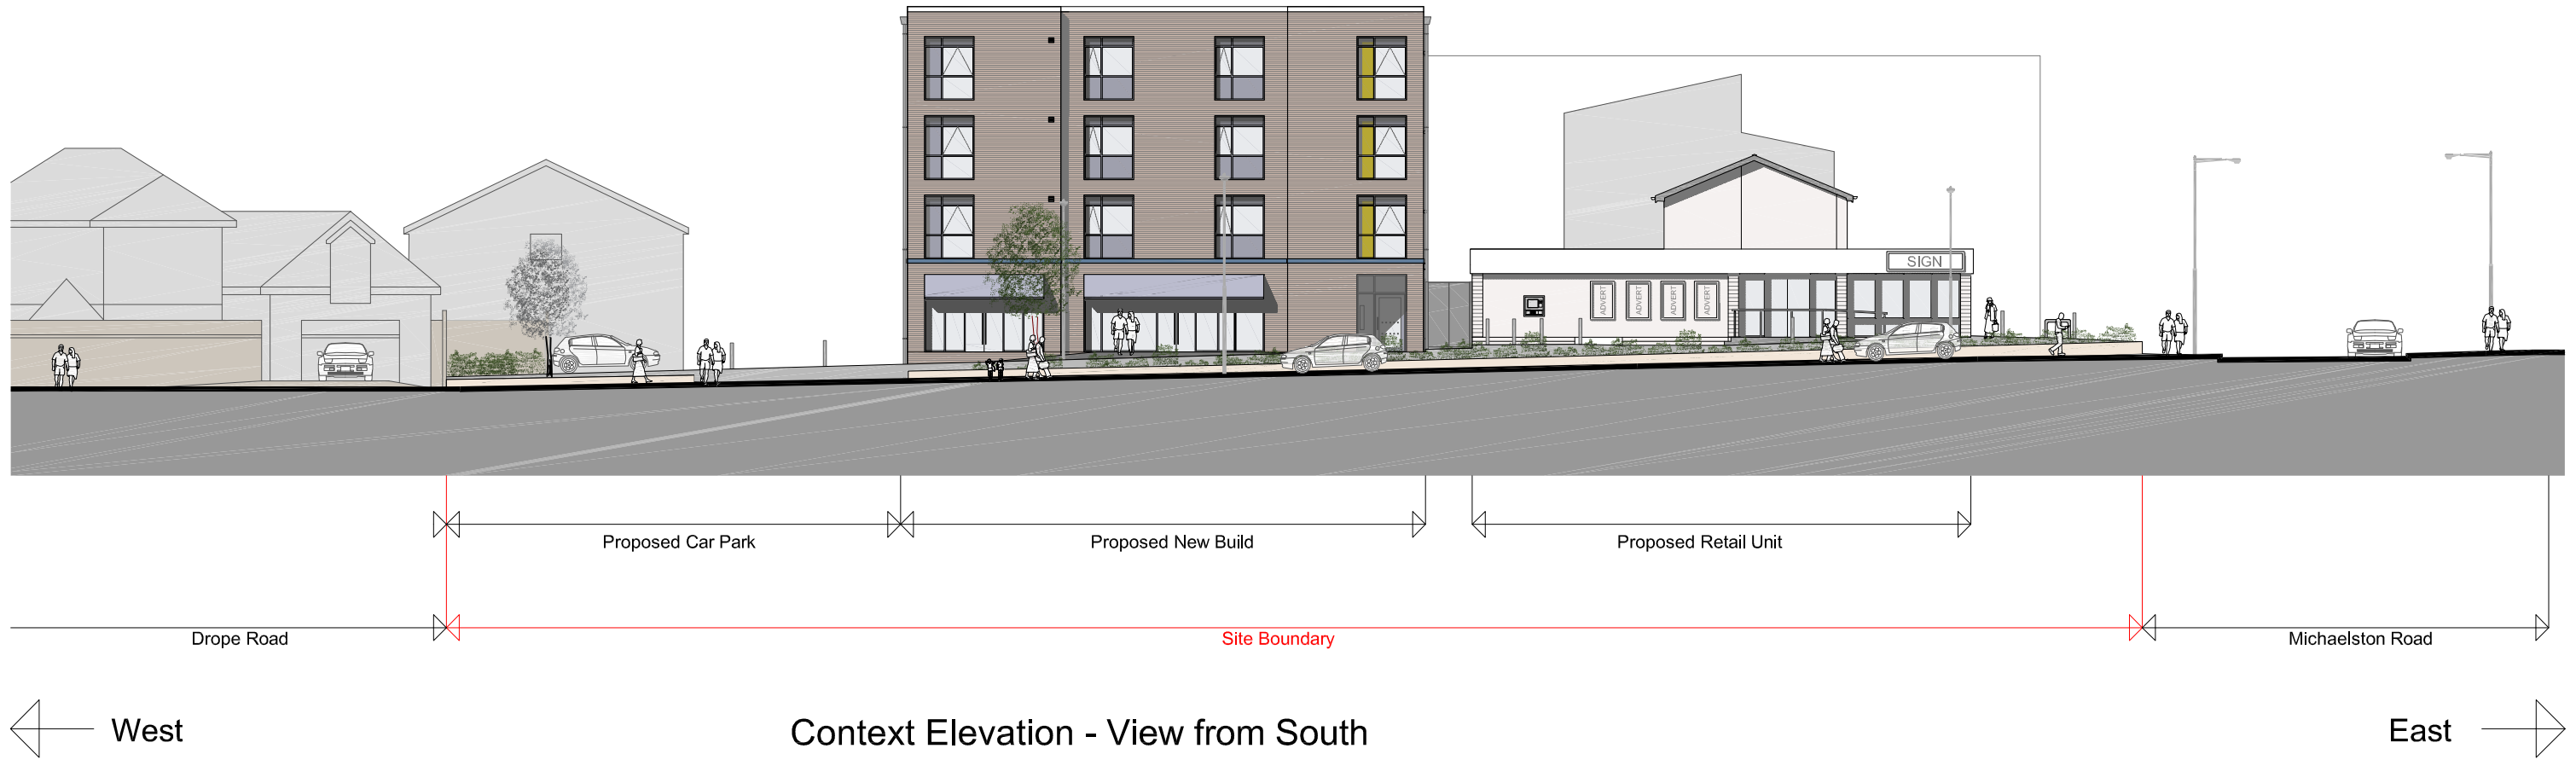 SIGN
ADVERT
ADVERT
ADVERT
ADVERT
Proposed Car Park
Proposed New Build
Proposed Retail Unit
Drope Road
Site Boundary
Michaelston Road
West
Context Elevation - View from South
East